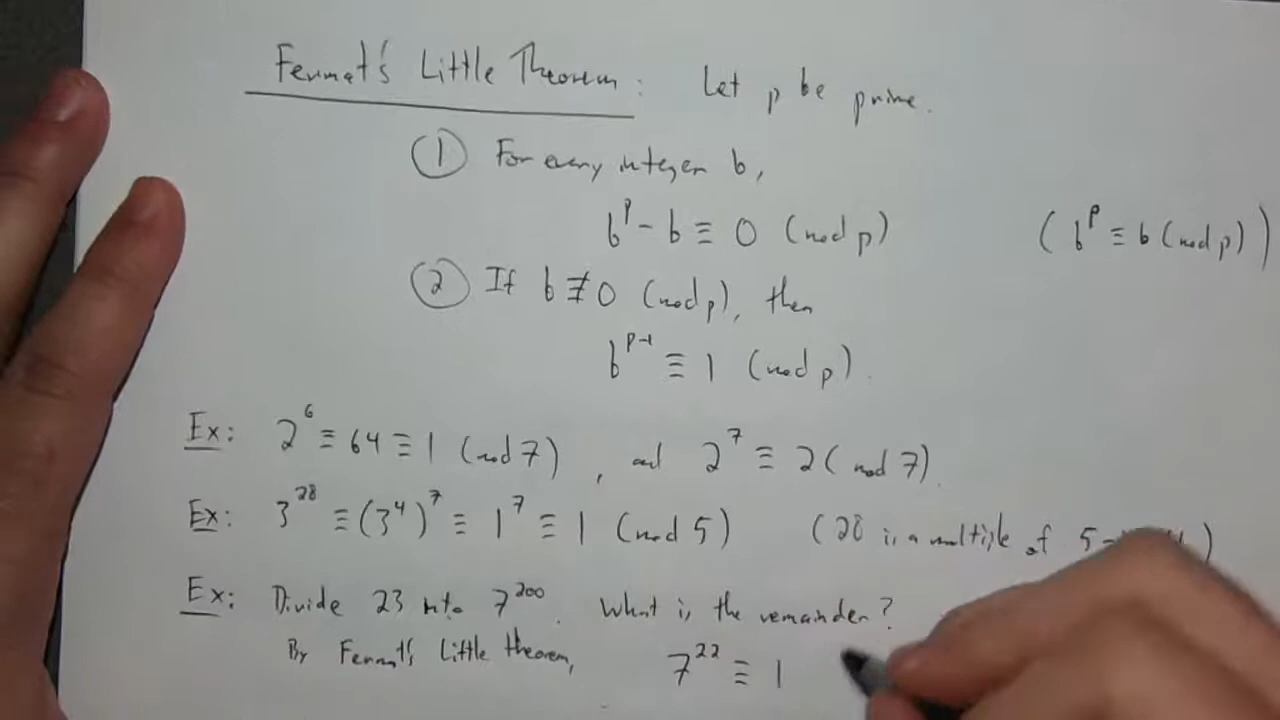 Fermat's Little Theorem: Let p be prime.
① For every integer b,
b^p - b ≡ 0 (mod p) (b^p ≡ b (mod p))
② If b ≢ 0 (mod p), then
b^{p-1} ≡ 1 (mod p).
Ex: 2^6 ≡ 64 ≡ 1 (mod 7), and 2^7 ≡ 2 (mod 7).
Ex: 3^{28} ≡ (3^4)^7 ≡ 1^7 ≡ 1 (mod 5) (28 is a multiple of 5-
Ex: Divide 23 into 7^{200}. What is the remainder?
By Fermat's Little theorem, 7^{22} ≡ 1